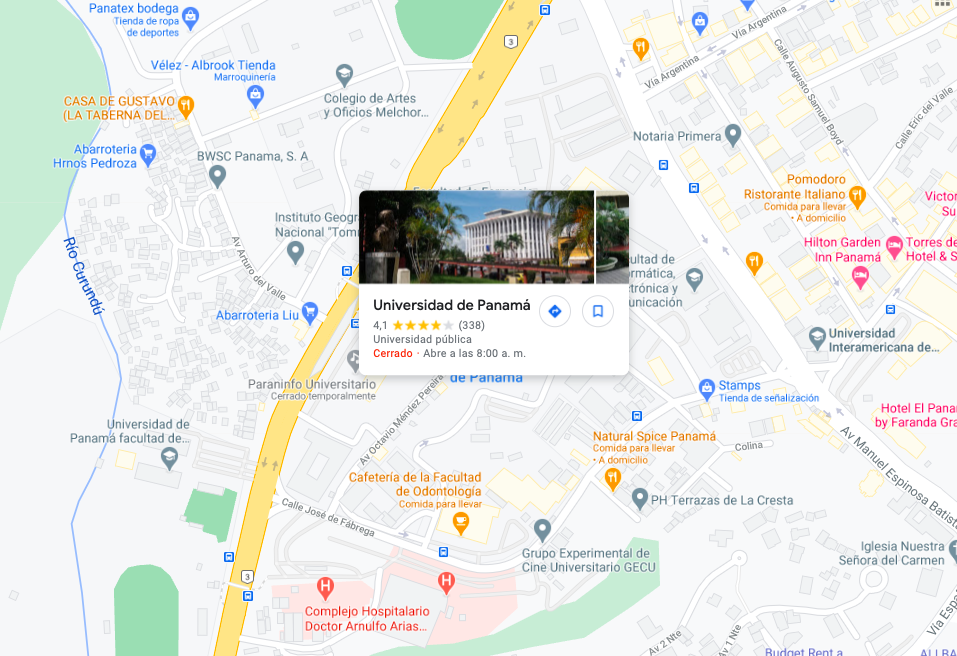 Panatex bodega
Tienda de ropa
de deportes
3
Vía Argentina
Vía Argentina
Calle Augusto Samuel Boyd
Calle Eric del Valle
Vélez - Albrook Tienda
Marroquinería
CASA DE GUSTAVO
(LA TABERNA DEL...
Colegio de Artes
y Oficios Melchor...
Notaria Primera
Abarroteria
Hrnos Pedroza
BWSC Panama, S. A
Pomodoro
Ristorante Italiano
Comida para llevar
• A domicilio
Victor
Su
Instituto Geogr
Nacional "Tom
Av Arturo del Valle
Río Curundú
Hilton Garden
Inn Panamá
Torres de
Hotel & S
ultad de
rmática,
ctrónica y
unicación
Universidad de Panamá
4,1
(338)
Universidad pública
Cerrado · Abre a las 8:00 a. m.
Abarroteria Liu
Universidad
Interamericana de...
de Panamá
Paraninfo Universitario
Cerrado temporalmente
Av Octavio Méndez Pereira
Stamps
Tienda de señalización
Hotel El Pana
by Faranda Gra
Universidad de
Panamá facultad de...
Natural Spice Panamá
Comida para llevar
• A domicilio
Colina
Av Manuel Espinosa Batist
Cafetería de la Facultad
de Odontología
Comida para llevar
PH Terrazas de La Cresta
Calle José de Fábrega
Grupo Experimental de
Cine Universitario GECU
Iglesia Nuestra
Señora del Carmen
3
H
H
Complejo Hospitalario
Doctor Arnulfo Arias...
Av 2 Nte
Av 1 Nte
Vía Espa
Budget Rent a
ALLBA